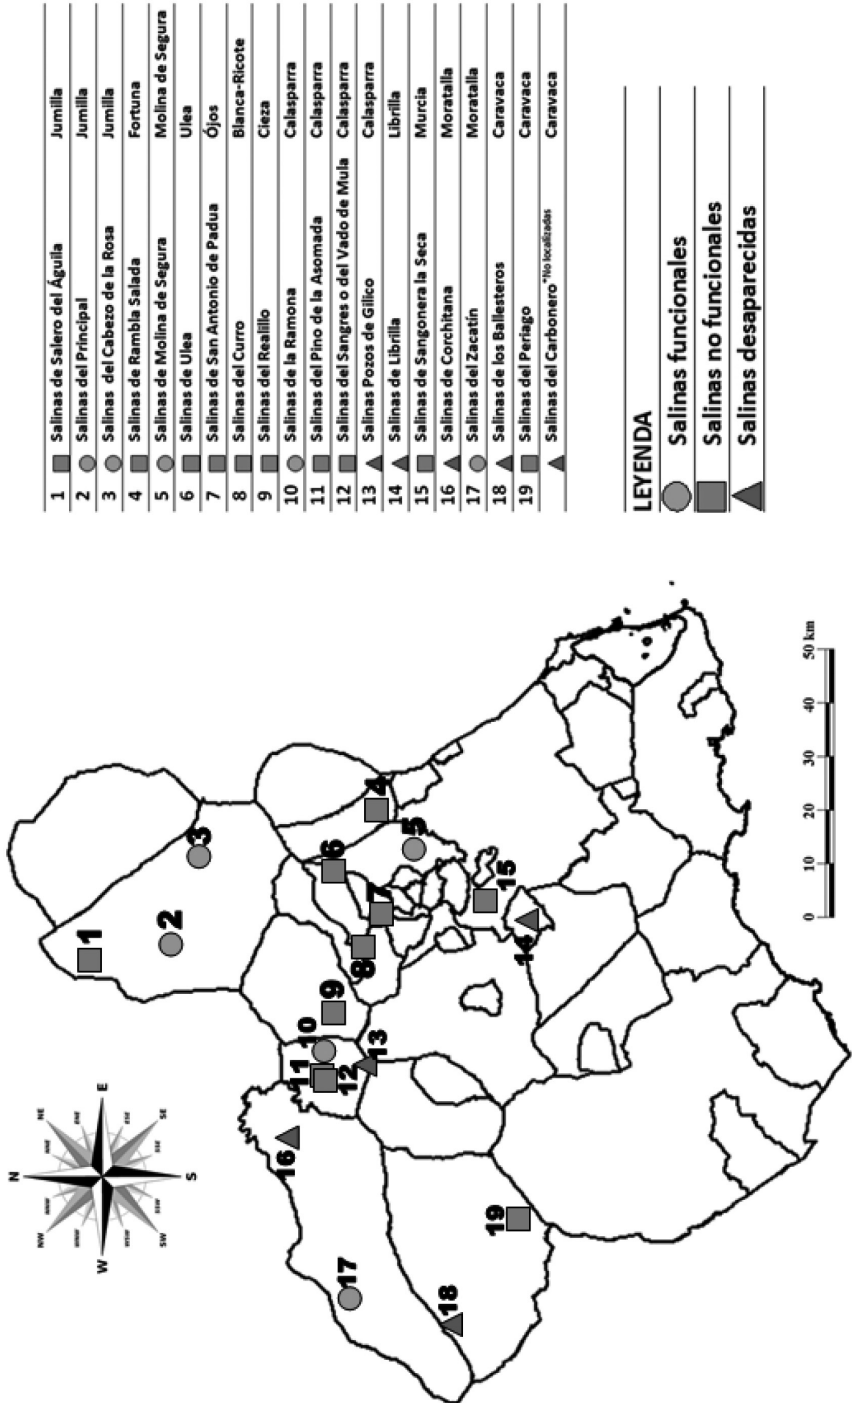 N
NNE
NE
ENE
E
ESE
SE
SSE
S
SSW
SW
WSW
W
WNW
NW
NNW
1
2
3
4
5
6
7
8
9
10
11
12
13
14
15
16
17
18
19
0 10 20 30 40 50 km
1 Salinas de Salero del Águila Jumilla
2 Salinas del Principal Jumilla
3 Salinas del Cabezo de la Rosa Jumilla
4 Salinas de Rambla Salada Fortuna
5 Salinas de Molina de Segura Molina de Segura
6 Salinas de Ulea Ulea
7 Salinas de San Antonio de Padua Ójos
8 Salinas del Curro Blanca-Ricote
9 Salinas del Realillo Cieza
10 Salinas de la Ramona Calasparra
11 Salinas del Pino de la Asomada Calasparra
12 Salinas del Sangres o del Vado de Mula Calasparra
13 Salinas Pozos de Gilico Calasparra
14 Salinas de Librilla Librilla
15 Salinas de Sangonera la Seca Murcia
16 Salinas de Corchitana Moratalla
17 Salinas del Zacatín Moratalla
18 Salinas de los Ballesteros Caravaca
19 Salinas del Periago Caravaca
Salinas del Carbonero *No localizadas Caravaca
LEYENDA
Salinas funcionales
Salinas no funcionales
Salinas desaparecidas